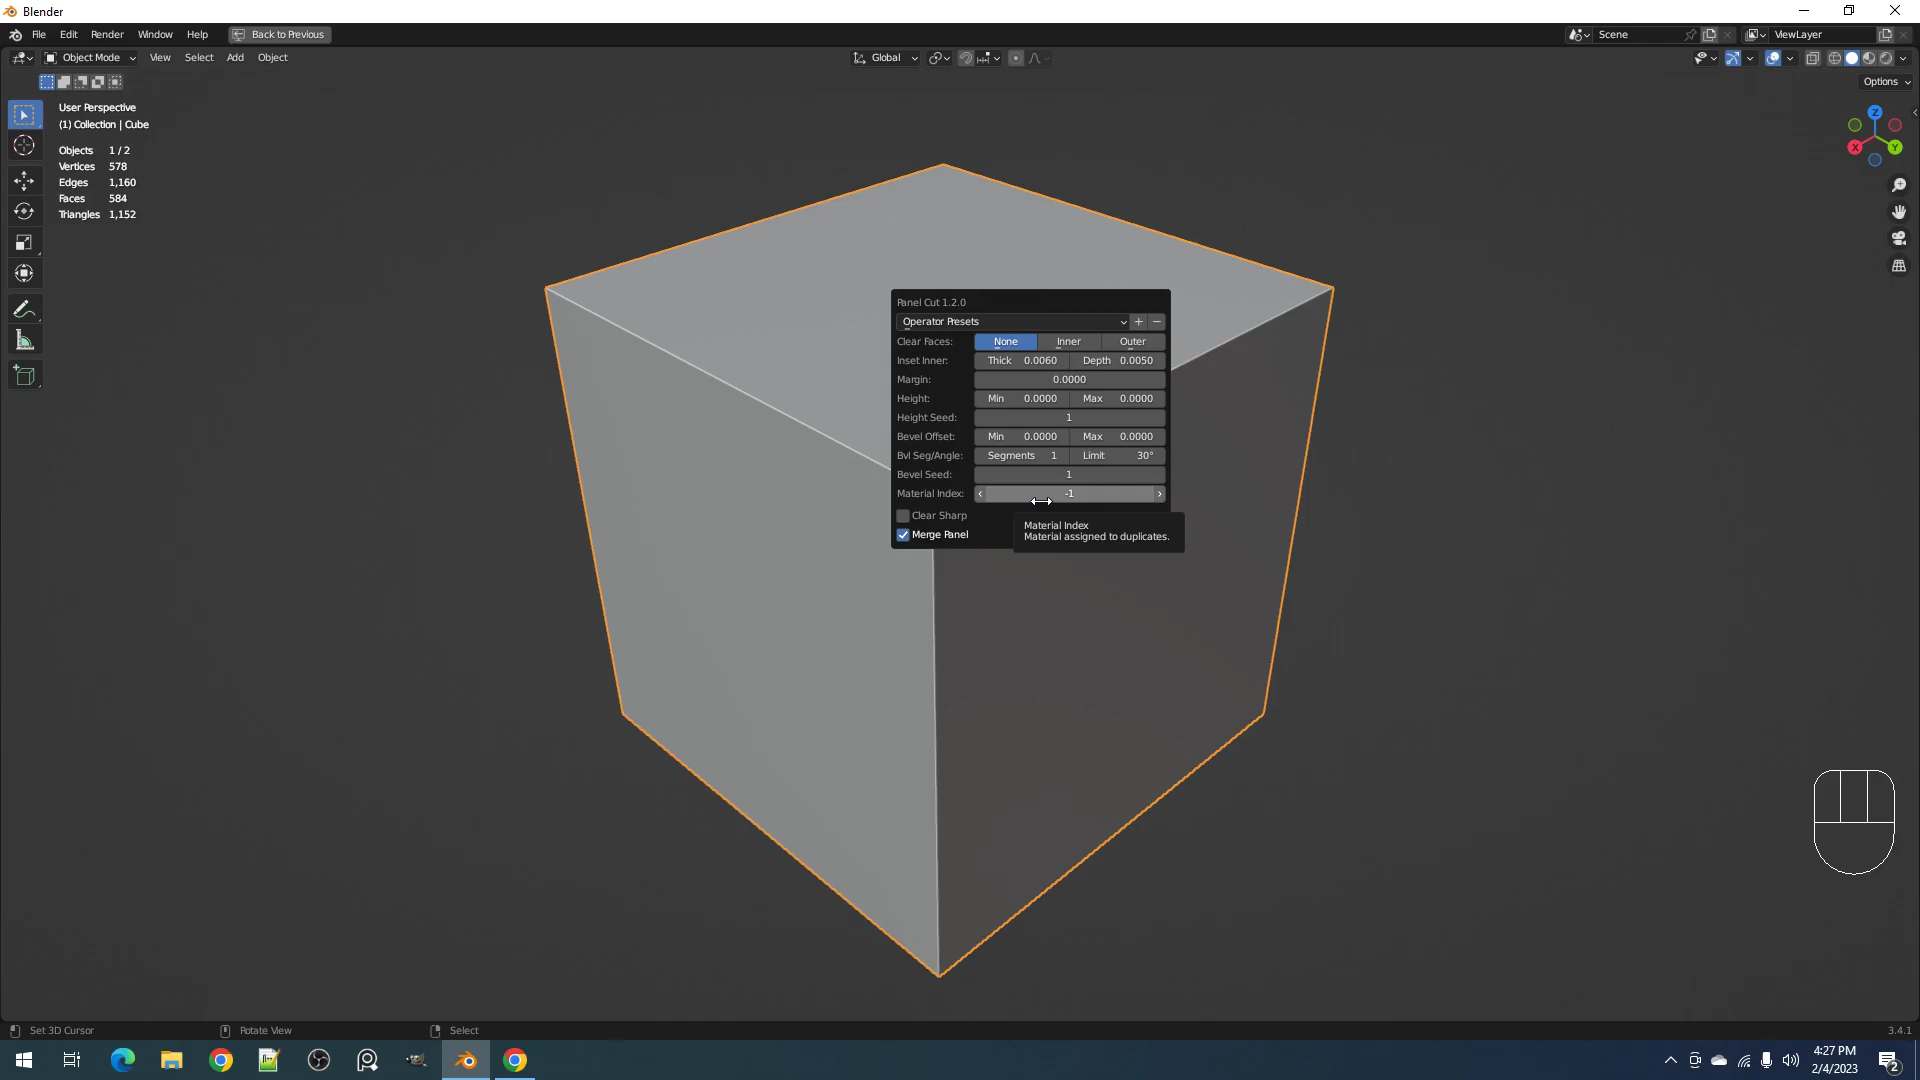 Blender
File Edit Render Window Help Back to Previous Scene ViewLayer
Object Mode View Select Add Object Global
Options
User Perspective
(1) Collection | Cube
Objects 1 / 2
Vertices 578
Edges 1,160
Faces 584
Triangles 1,152
Z
X Y
Panel Cut 1.2.0
Operator Presets
Clear Faces: None Inner Outer
Inset Inner: Thick 0.0060 Depth 0.0050
Margin: 0.0000
Height: Min 0.0000 Max 0.0000
Height Seed: 1
Bevel Offset: Min 0.0000 Max 0.0000
Bvl Seg/Angle: Segments 1 Limit 30°
Bevel Seed: 1
Material Index: -1
Clear Sharp
Merge Panel
Material Index
Material assigned to duplicates.
Set 3D Cursor Rotate View Select 3.4.1
4:27 PM
2/4/2023
2